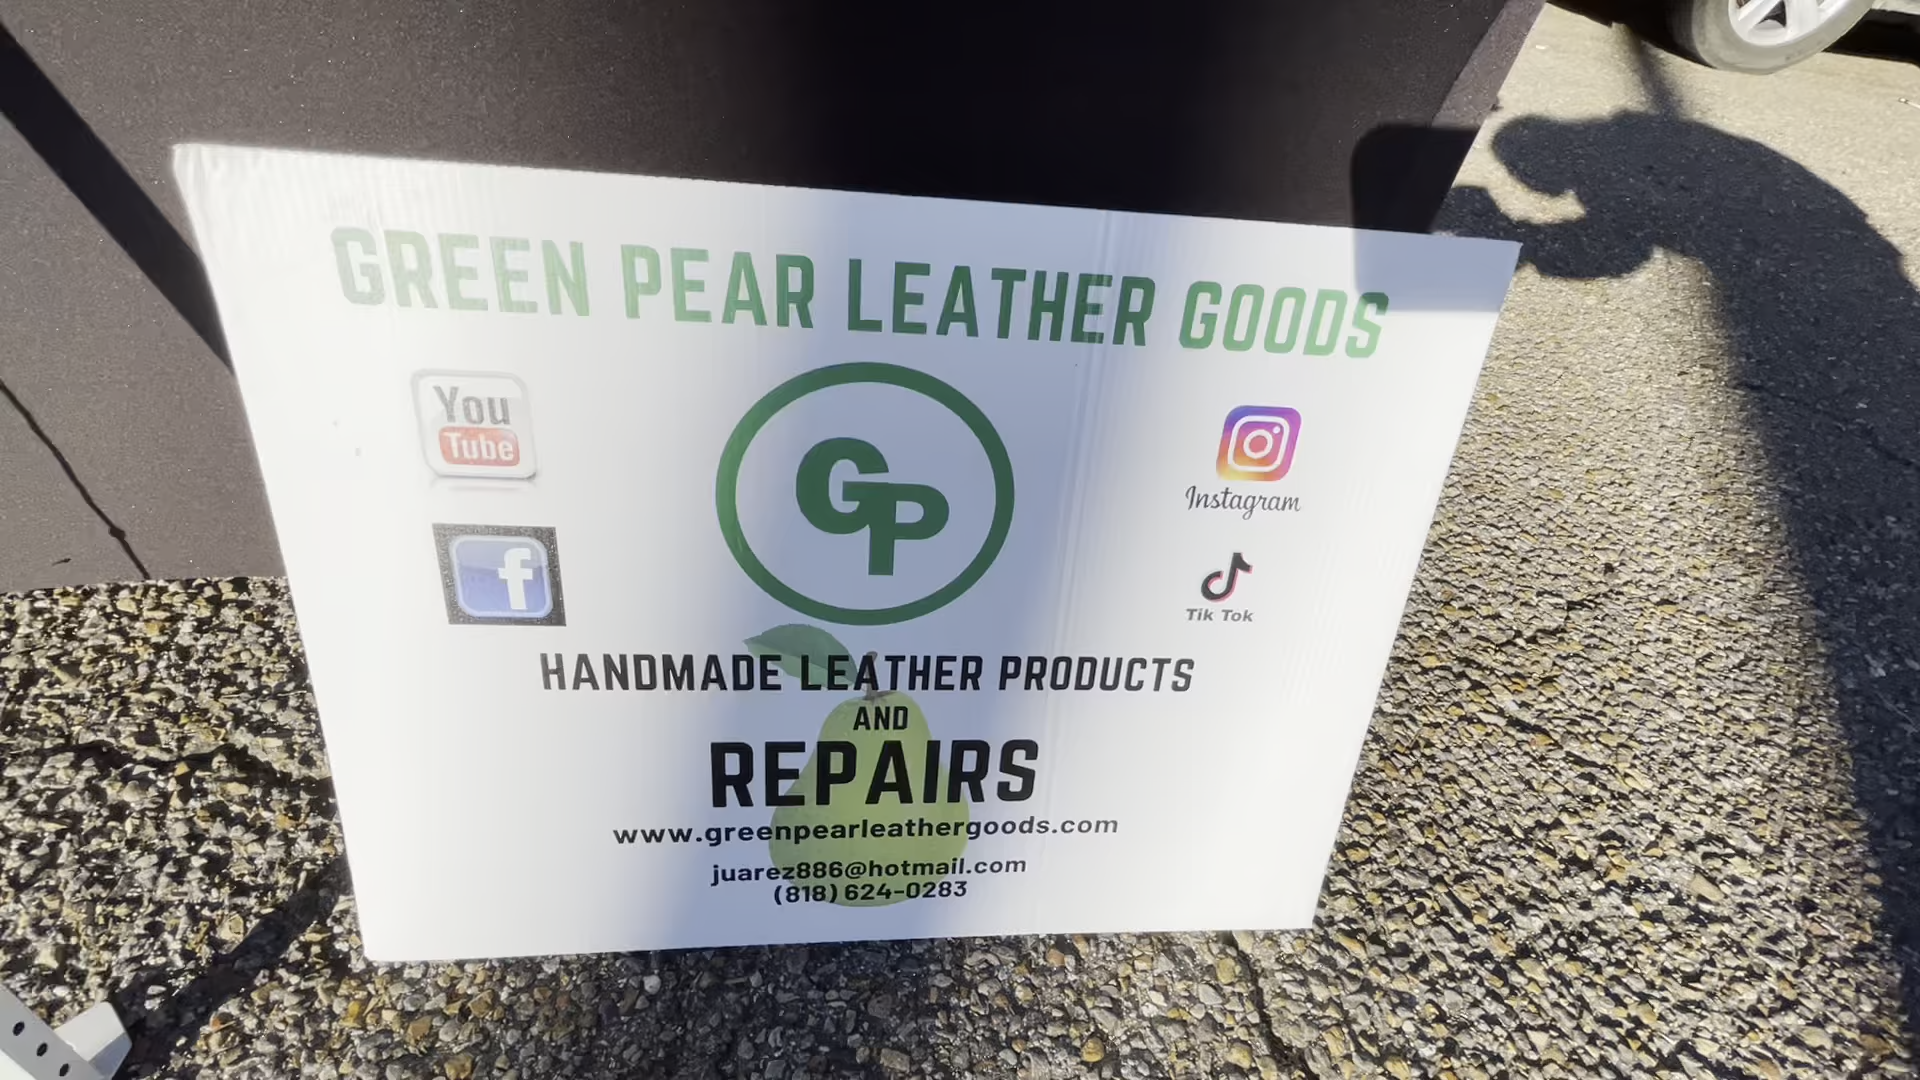 GREEN PEAR LEATHER GOODS
You
Tube
GP
Instagram
f
Tik Tok
HANDMADE LEATHER PRODUCTS
AND
REPAIRS
www.greenpearleathergoods.com
juarez886@hotmail.com
(818) 624-0283